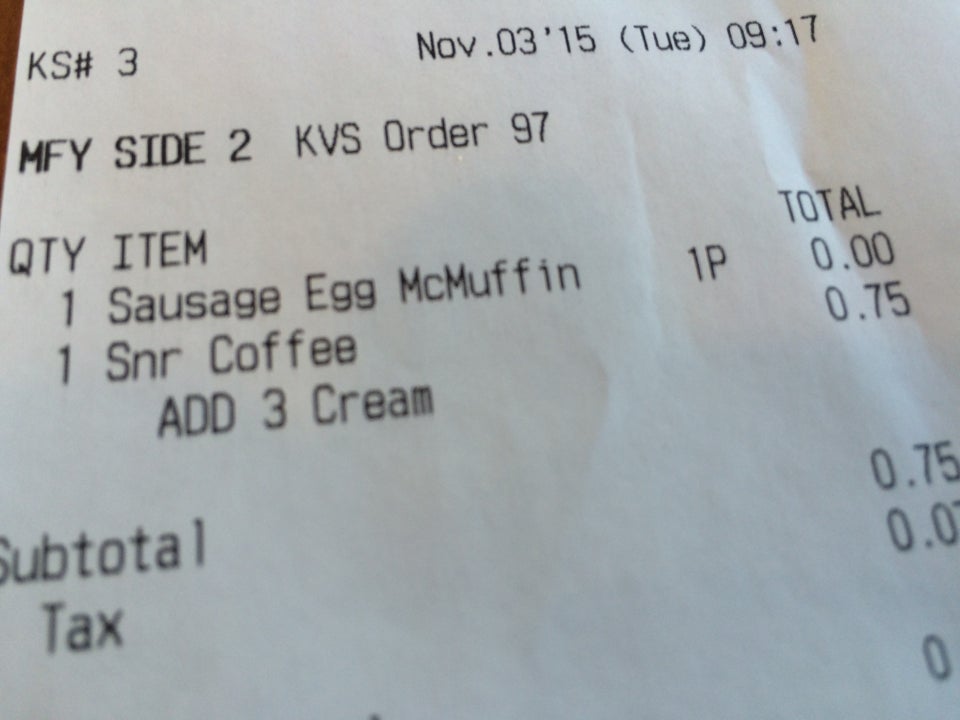 KS# 3 Nov.03'15 (Tue) 09:17
MFY SIDE 2 KVS Order 97
QTY ITEM TOTAL
1 Sausage Egg McMuffin 1P 0.00
1 Snr Coffee 0.75
ADD 3 Cream
Subtotal 0.75
Tax